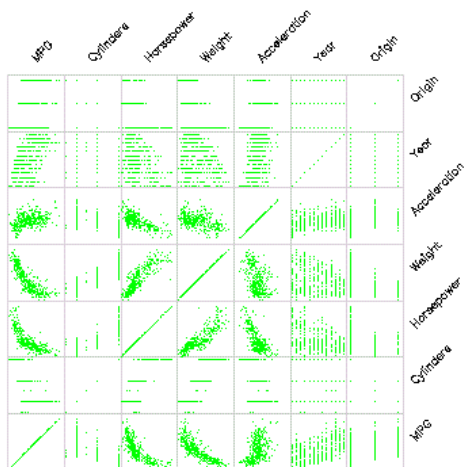 MPG
Cylinders
Horsepower
Weight
Acceleration
Year
Origin
Origin
Year
Acceleration
Weight
Horsepower
Cylinders
MPG